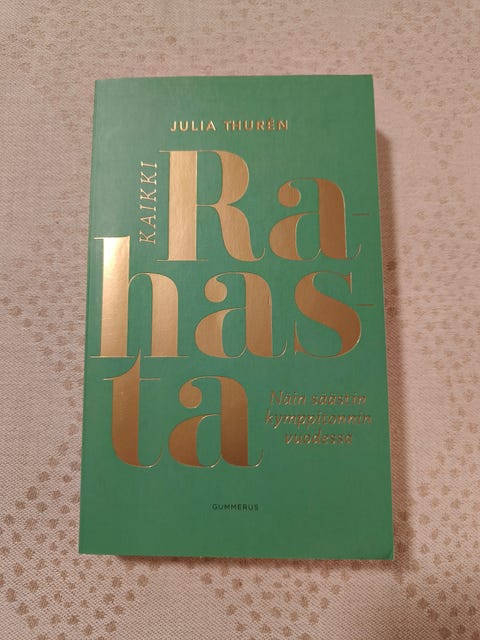 JULIA THURÉN
KAIKKI
Ra-
has-
ta
Näin säästin
kymppitonnin
vuodessa
GUMMERUS